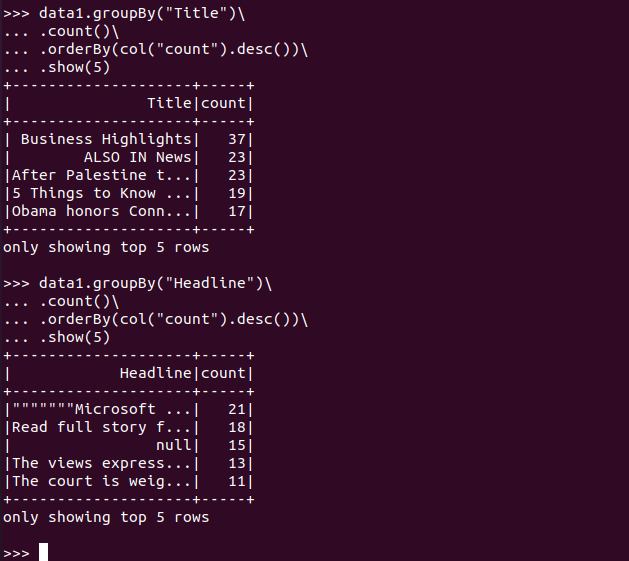 >>> data1.groupBy("Title")\
... .count()\
... .orderBy(col("count").desc())\
... .show(5)
+--------------------+-----+
|               Title|count|
+--------------------+-----+
| Business Highlights|   37|
|        ALSO IN News|   23|
|After Palestine t...|   23|
|5 Things to Know ...|   19|
|Obama honors Conn...|   17|
+--------------------+-----+
only showing top 5 rows

>>> data1.groupBy("Headline")\
... .count()\
... .orderBy(col("count").desc())\
... .show(5)
+--------------------+-----+
|            Headline|count|
+--------------------+-----+
|"""""""Microsoft ...|   21|
|Read full story f...|   18|
|                null|   15|
|The views express...|   13|
|The court is weig...|   11|
+--------------------+-----+
only showing top 5 rows

>>>